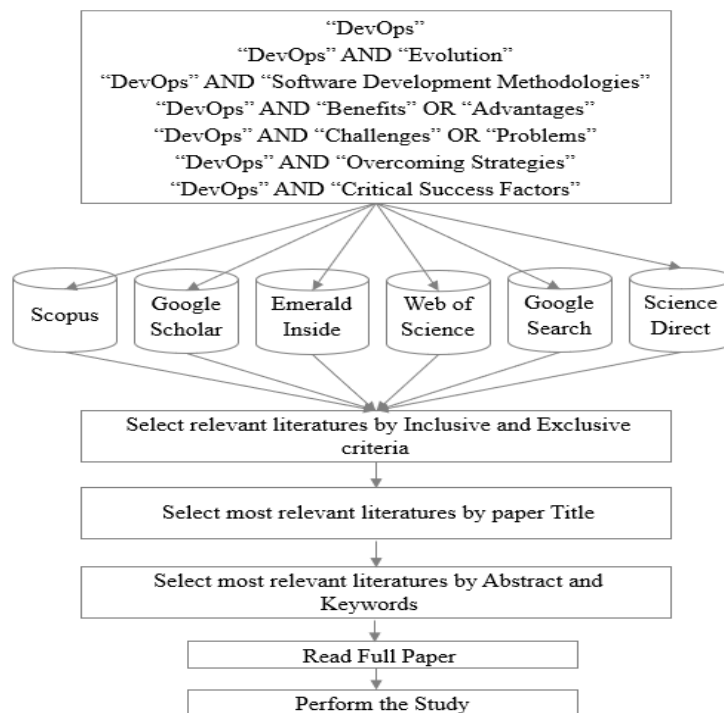 “DevOps”
“DevOps” AND “Evolution”
“DevOps” AND “Software Development Methodologies”
“DevOps” AND “Benefits” OR “Advantages”
“DevOps” AND “Challenges” OR “Problems”
“DevOps” AND “Overcoming Strategies”
“DevOps” AND “Critical Success Factors”
Scopus
Google
Scholar
Emerald
Inside
Web of
Science
Google
Search
Science
Direct
Select relevant literatures by Inclusive and Exclusive
criteria
Select most relevant literatures by paper Title
Select most relevant literatures by Abstract and
Keywords
Read Full Paper
Perform the Study